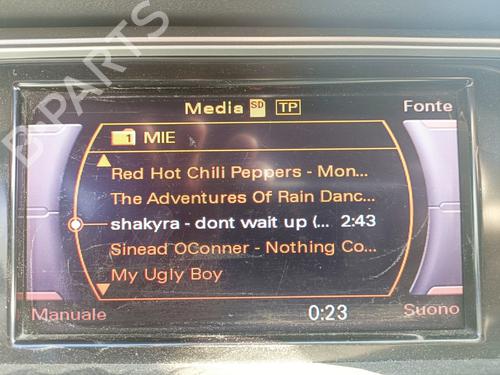 B-PARTS
Media SD TP Fonte
1 MIE
Red Hot Chili Peppers - Mon...
The Adventures Of Rain Danc...
shakyra - dont wait up (... 2:43
Sinead OConner - Nothing Co...
My Ugly Boy
Manuale 0:23 Suono